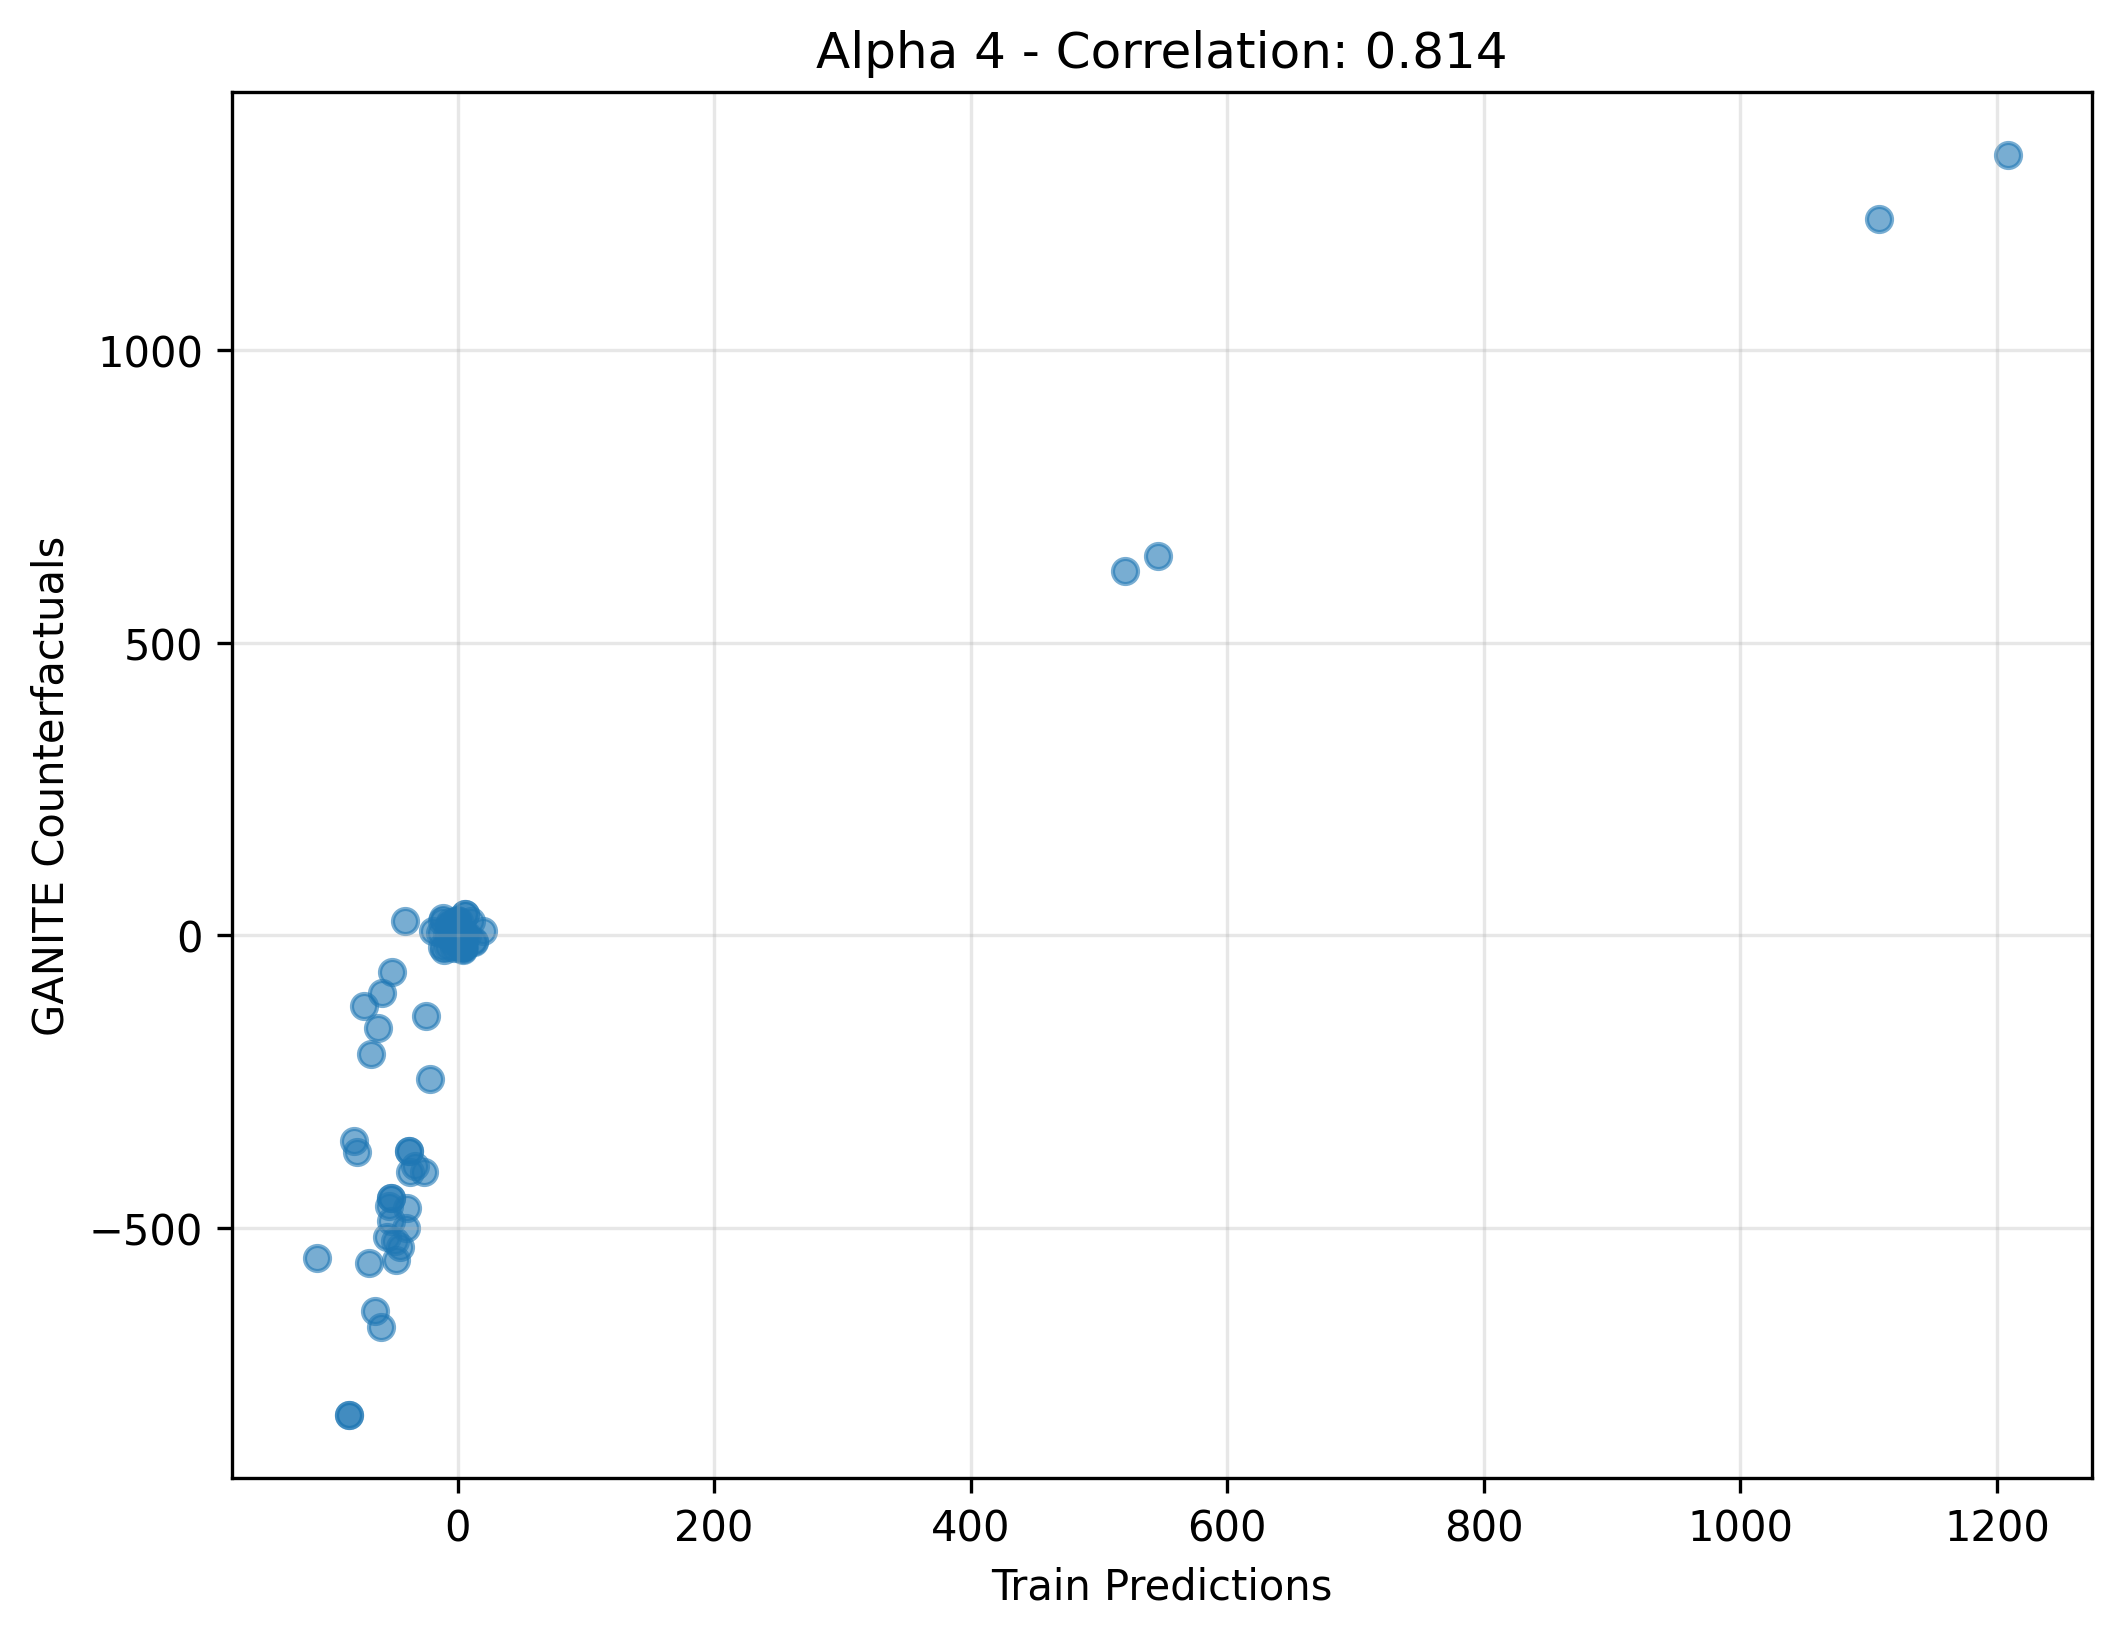 Alpha 4 - Correlation: 0.814
GANITE Counterfactuals
1000
500
0
−500
0 200 400 600 800 1000 1200
Train Predictions